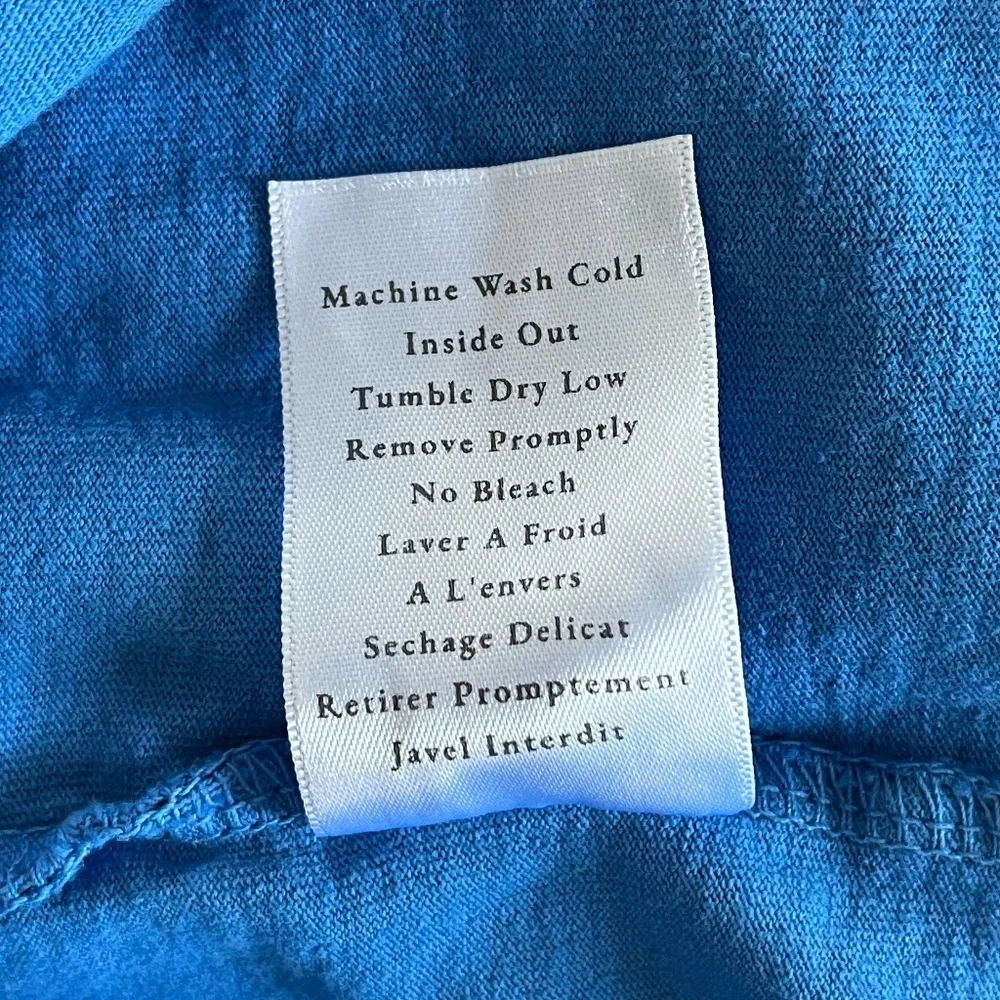 Machine Wash Cold
Inside Out
Tumble Dry Low
Remove Promptly
No Bleach
Laver A Froid
A L'envers
Sechage Delicat
Retirer Promptement
Javel Interdit